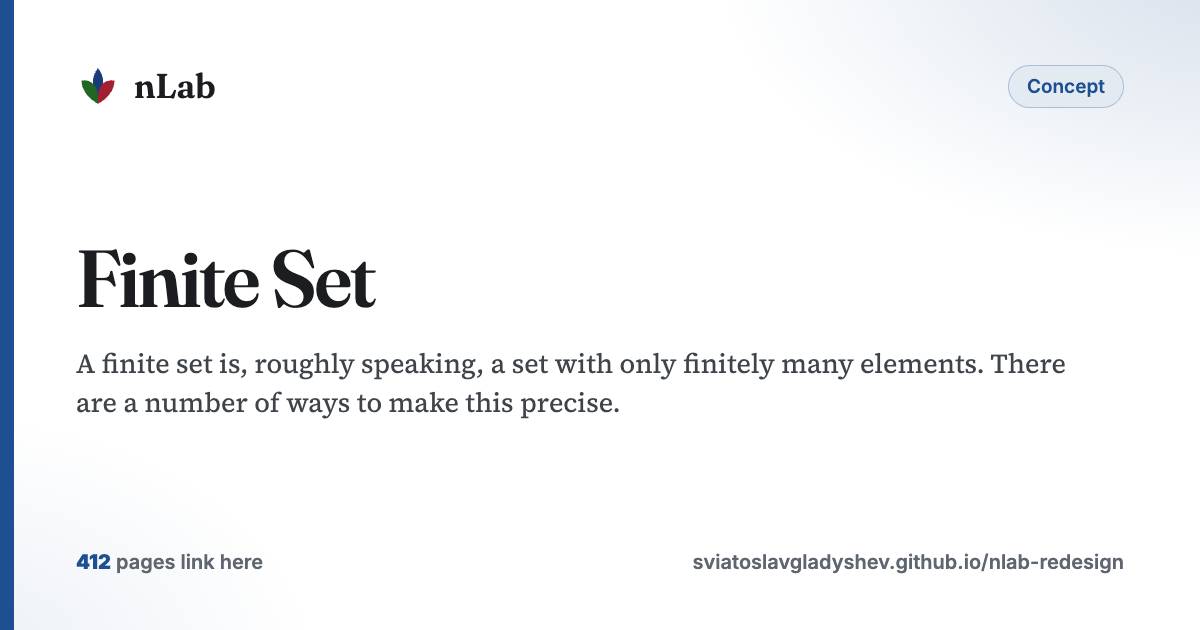 nLab
Concept
Finite Set
A finite set is, roughly speaking, a set with only finitely many elements. There
are a number of ways to make this precise.
412 pages link here
sviatoslavgladyshev.github.io/nlab-redesign